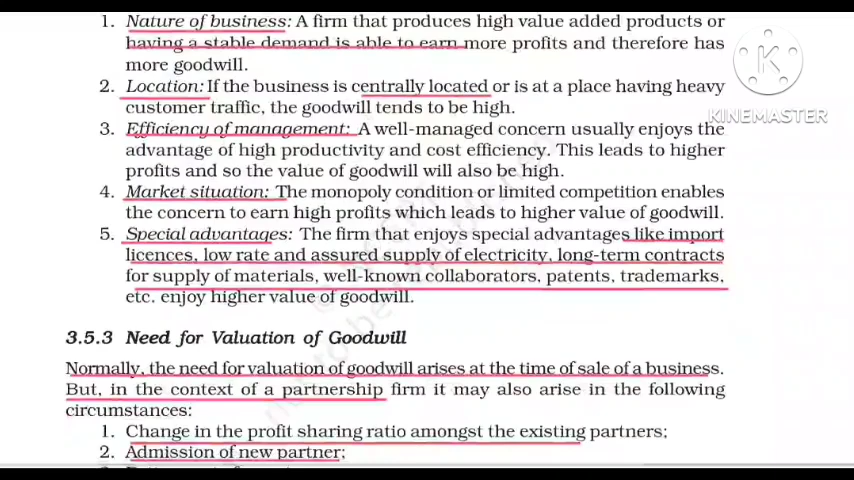 1. Nature of business: A firm that produces high value added products or
having a stable demand is able to earn more profits and therefore has
more goodwill.
2. Location: If the business is centrally located or is at a place having heavy
customer traffic, the goodwill tends to be high.
3. Efficiency of management: A well-managed concern usually enjoys the
advantage of high productivity and cost efficiency. This leads to higher
profits and so the value of goodwill will also be high.
4. Market situation: The monopoly condition or limited competition enables
the concern to earn high profits which leads to higher value of goodwill.
5. Special advantages: The firm that enjoys special advantages like import
licences, low rate and assured supply of electricity, long-term contracts
for supply of materials, well-known collaborators, patents, trademarks,
etc. enjoy higher value of goodwill.
3.5.3 Need for Valuation of Goodwill
Normally, the need for valuation of goodwill arises at the time of sale of a business.
But, in the context of a partnership firm it may also arise in the following
circumstances:
1. Change in the profit sharing ratio amongst the existing partners;
2. Admission of new partner;
K
KINEMASTER